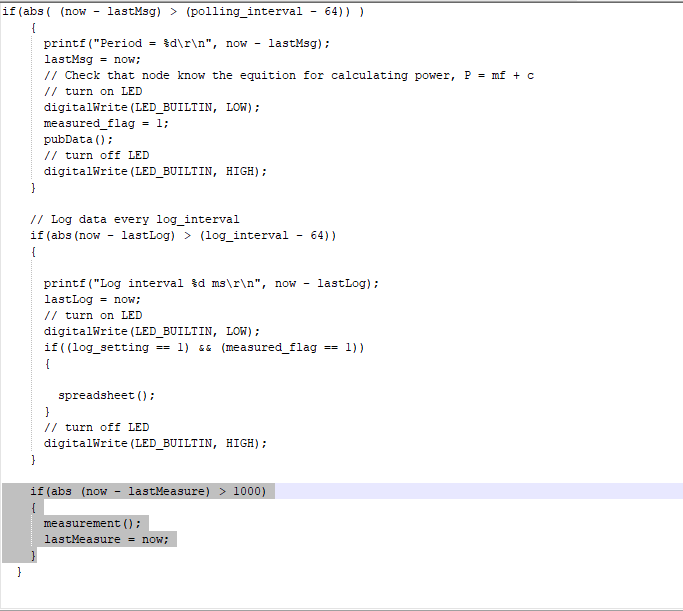 if(abs( (now - lastMsg) > (polling_interval - 64)) )
{
printf("Period = %d\r\n", now - lastMsg);
lastMsg = now;
// Check that node know the equition for calculating power, P = mf + c
// turn on LED
digitalWrite(LED_BUILTIN, LOW);
measured_flag = 1;
pubData();
// turn off LED
digitalWrite(LED_BUILTIN, HIGH);
}
// Log data every log_interval
if(abs(now - lastLog) > (log_interval - 64))
{
printf("Log interval %d ms\r\n", now - lastLog);
lastLog = now;
// turn on LED
digitalWrite(LED_BUILTIN, LOW);
if((log_setting == 1) && (measured_flag == 1))
{
spreadsheet();
}
// turn off LED
digitalWrite(LED_BUILTIN, HIGH);
}
if(abs (now - lastMeasure) > 1000)
{
measurement();
lastMeasure = now;
}
}